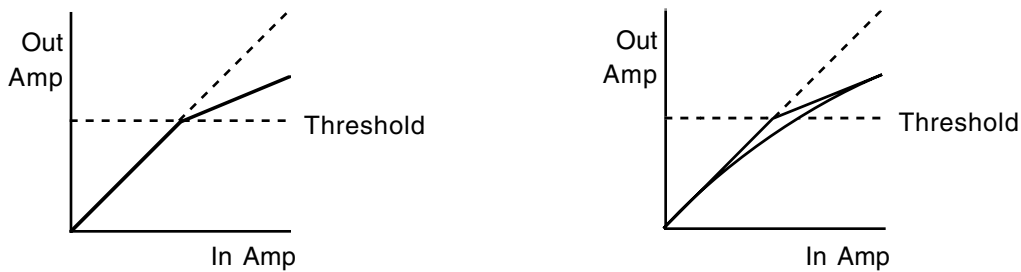 Out
Amp
Threshold
In Amp
Out
Amp
Threshold
In Amp